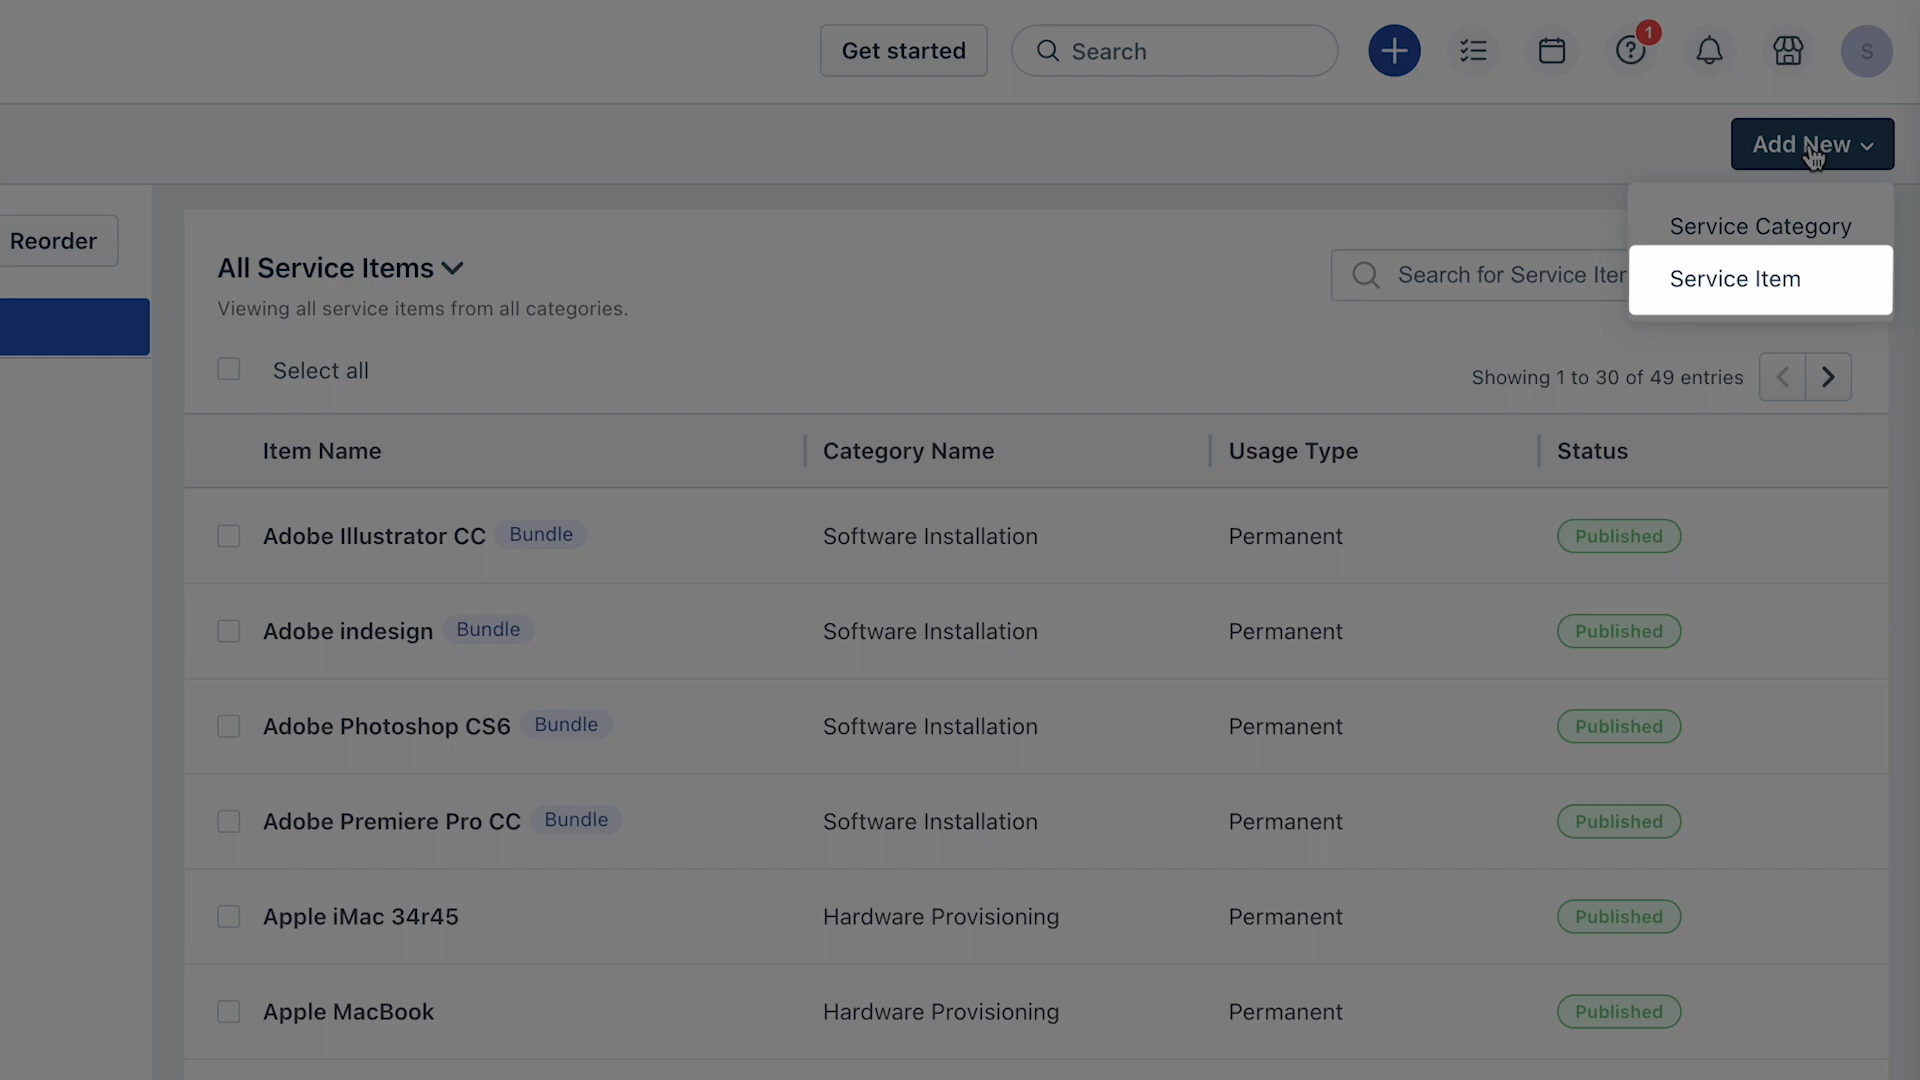 Get started
Search
1
S
Add New
Service Category
Service Item
Reorder
All Service Items
Search for Service Iter
Viewing all service items from all categories.
Select all
Showing 1 to 30 of 49 entries
Item Name Category Name Usage Type Status
Adobe Illustrator CC Bundle Software Installation Permanent Published
Adobe indesign Bundle Software Installation Permanent Published
Adobe Photoshop CS6 Bundle Software Installation Permanent Published
Adobe Premiere Pro CC Bundle Software Installation Permanent Published
Apple iMac 34r45 Hardware Provisioning Permanent Published
Apple MacBook Hardware Provisioning Permanent Published